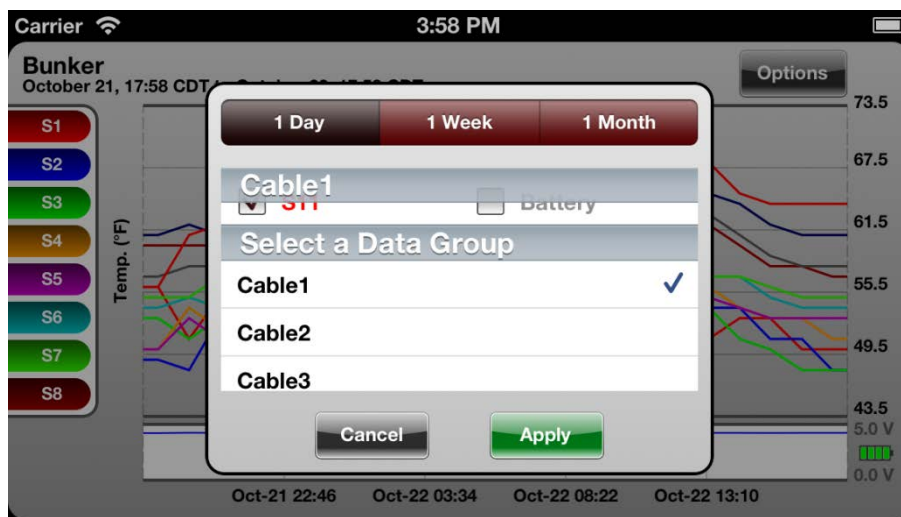 Carrier
3:58 PM
Bunker
October 21, 17:58 CDT
Options
1 Day
1 Week
1 Month
Cable1
S11
Battery
Select a Data Group
Cable1
Cable2
Cable3
Cancel
Apply
S1
S2
S3
S4
S5
S6
S7
S8
Temp. (°F)
73.5
67.5
61.5
55.5
49.5
43.5
5.0 V
0.0 V
Oct-21 22:46
Oct-22 03:34
Oct-22 08:22
Oct-22 13:10